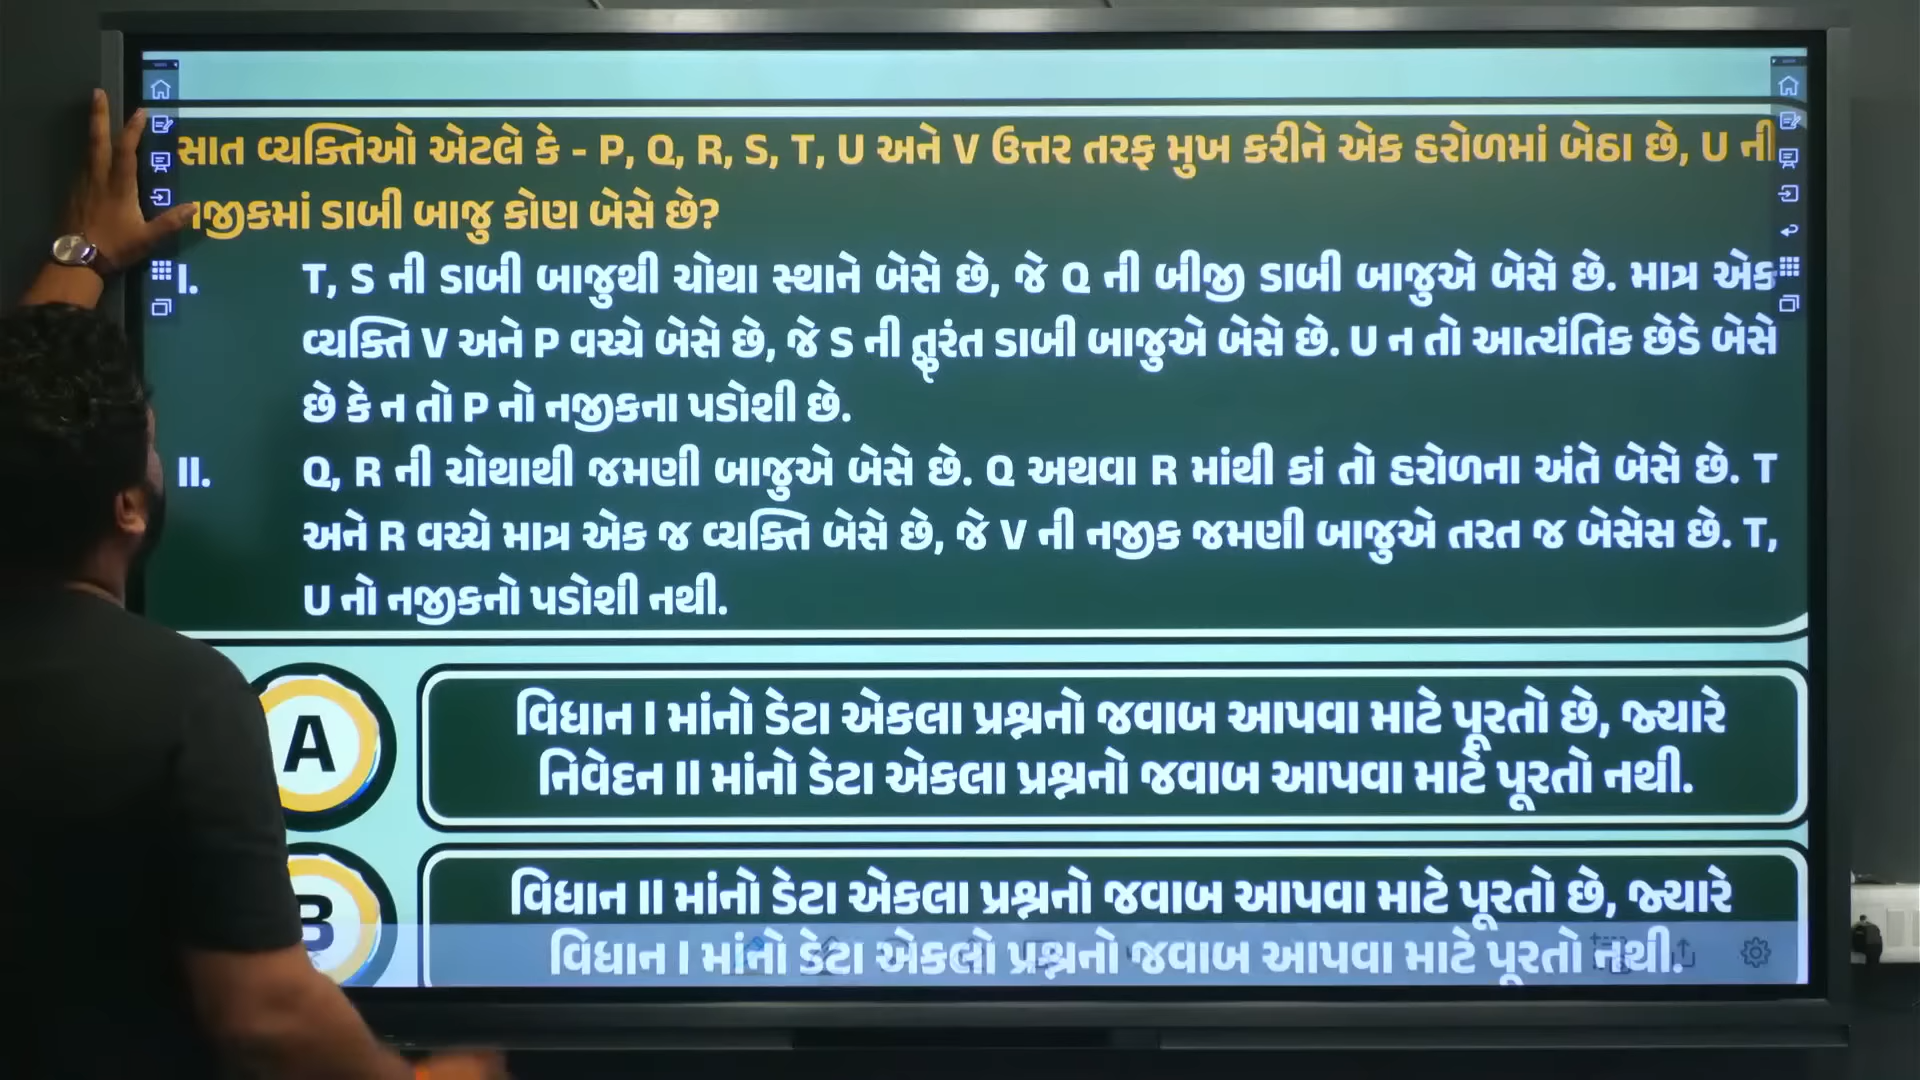 સાત વ્યક્તિઓ એટલે કે - P, Q, R, S, T, U અને V ઉત્તર તરફ મુખ કરીને એક હરોળમાં બેઠા છે, U ની
નજીકમાં ડાબી બાજુ કોણ બેસે છે?
I. T, S ની ડાબી બાજુથી ચોથા સ્થાને બેસે છે, જે Q ની બીજી ડાબી બાજુએ બેસે છે. માત્ર એક
વ્યક્તિ V અને P વચ્ચે બેસે છે, જે S ની તુરંત ડાબી બાજુએ બેસે છે. U ન તો આત્યંતિક છેડે બેસે
છે કે ન તો P નો નજીકના પડોશી છે.
II. Q, R ની ચોથાથી જમણી બાજુએ બેસે છે. Q અથવા R માંથી કાં તો હરોળના અંતે બેસે છે. T
અને R વચ્ચે માત્ર એક જ વ્યક્તિ બેસે છે, જે V ની નજીક જમણી બાજુએ તરત જ બેસેસ છે. T,
U નો નજીકનો પડોશી નથી.
A વિધાન I માંનો ડેટા એકલા પ્રશ્નનો જવાબ આપવા માટે પૂરતો છે, જ્યારે
નિવેદન II માંનો ડેટા એકલા પ્રશ્નનો જવાબ આપવા માટે પૂરતો નથી.
B વિધાન II માંનો ડેટા એકલા પ્રશ્નનો જવાબ આપવા માટે પૂરતો છે, જ્યારે
વિધાન I માંનો ડેટા એકલો પ્રશ્નનો જવાબ આપવા માટે પૂરતો નથી.